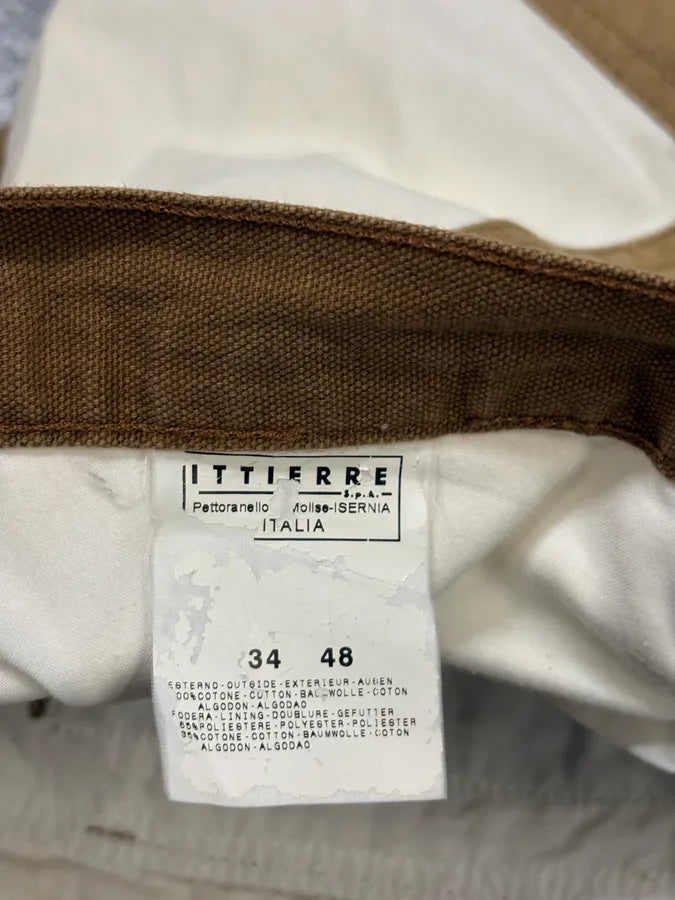 ITTIERRE
S.p.A.
Pettoranello Molise-ISERNIA
ITALIA
34 48
ESTERNO-OUTSIDE-EXTERIEUR-AUßEN
00%COTONE-COTTON-BAUMWOLLE-COTON
ALGODON-ALGODAO
FODERA-LINING-DOUBLURE-GEFUTTER
65%POLIESTERE-POLYESTER-POLIESTER
35%COTONE-COTTON-BAUMWOLLE-COTON
ALGODON-ALGODAO